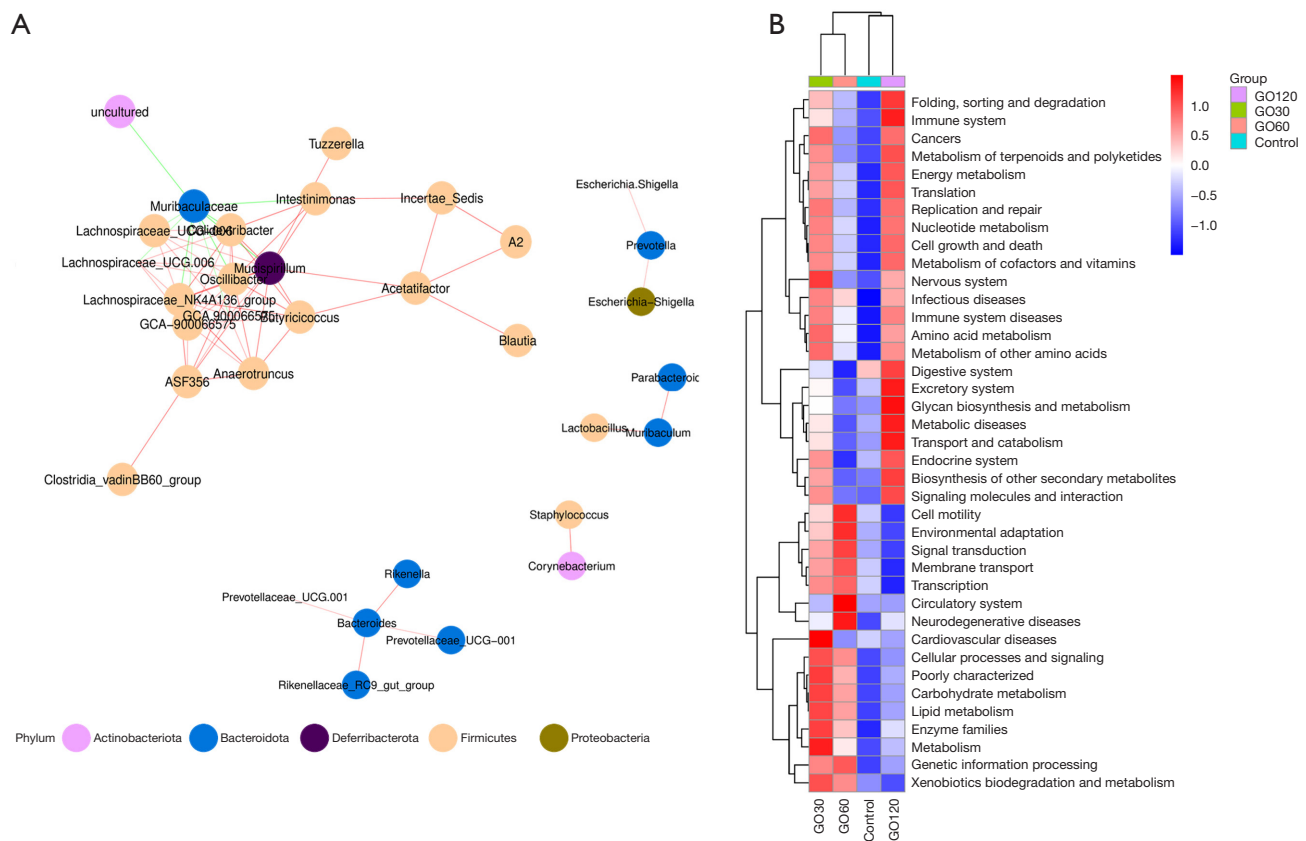 A
uncultured
Tuzzerella
Muribaculaceae
Intestinimonas
Incertae_Sedis
Escherichia.Shigella
Lachnospiraceae_UCG-006
Colidextribacter
A2
Prevotella
Lachnospiraceae_UCG.006
Mucispirillum
Oscillibacter
Acetatifactor
Lachnospiraceae_NK4A136_group
Escherichia-Shigella
GCA.900066575
Butyricicoccus
GCA-900066575
Blautia
ASF356
Anaerotruncus
Parabacteroid
Lactobacillus
Muribaculum
Clostridia_vadinBB60_group
Staphylococcus
Corynebacterium
Rikenella
Prevotellaceae_UCG.001
Bacteroides
Prevotellaceae_UCG-001
Rikenellaceae_RC9_gut_group
Phylum Actinobacteriota Bacteroidota Deferribacterota Firmicutes Proteobacteria
B
Folding, sorting and degradation
Immune system
Cancers
Metabolism of terpenoids and polyketides
Energy metabolism
Translation
Replication and repair
Nucleotide metabolism
Cell growth and death
Metabolism of cofactors and vitamins
Nervous system
Infectious diseases
Immune system diseases
Amino acid metabolism
Metabolism of other amino acids
Digestive system
Excretory system
Glycan biosynthesis and metabolism
Metabolic diseases
Transport and catabolism
Endocrine system
Biosynthesis of other secondary metabolites
Signaling molecules and interaction
Cell motility
Environmental adaptation
Signal transduction
Membrane transport
Transcription
Circulatory system
Neurodegenerative diseases
Cardiovascular diseases
Cellular processes and signaling
Poorly characterized
Carbohydrate metabolism
Lipid metabolism
Enzyme families
Metabolism
Genetic information processing
Xenobiotics biodegradation and metabolism
GO30
GO60
Control
GO120
1.0
0.5
0.0
−0.5
−1.0
Group
GO120
GO30
GO60
Control